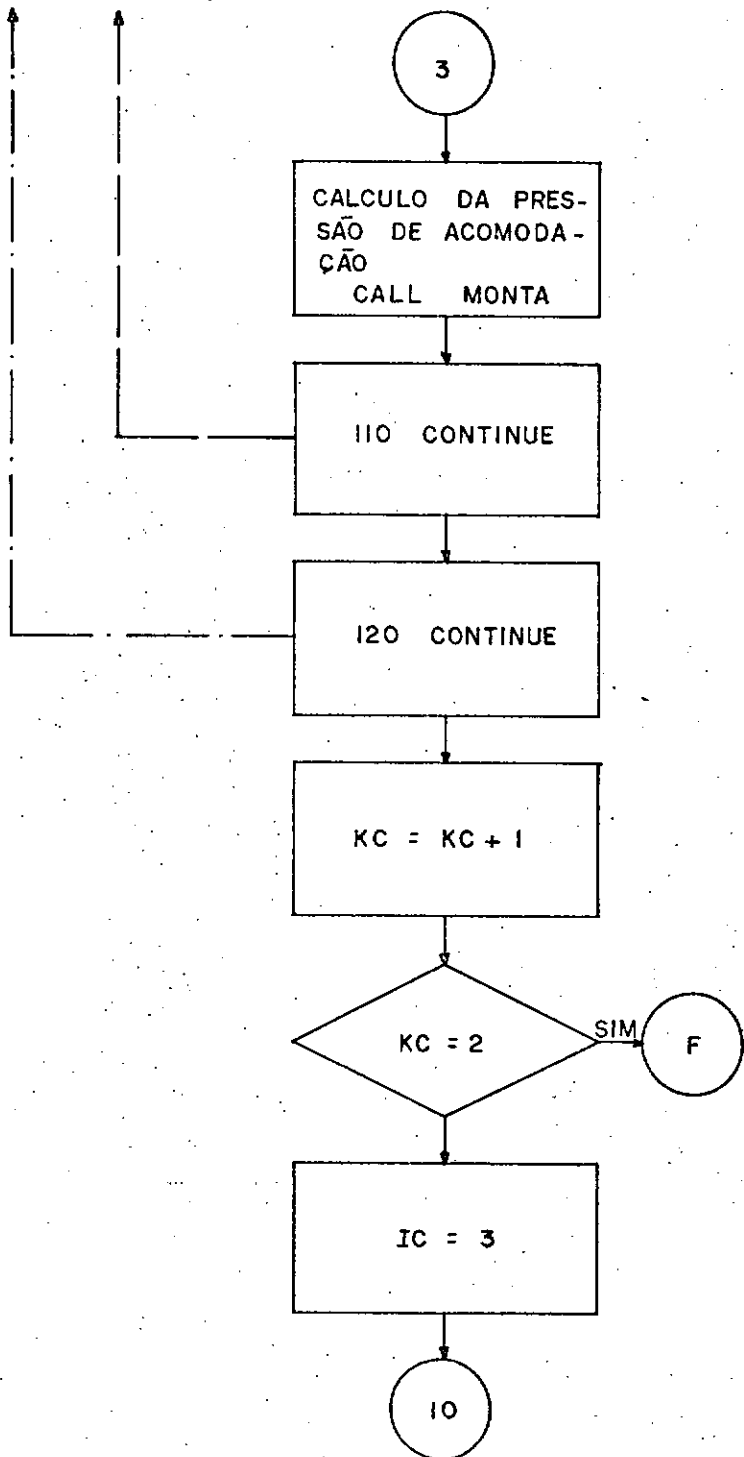 3
CALCULO DA PRES-
SÃO DE ACOMODA-
ÇÃO
CALL MONTA
110 CONTINUE
120 CONTINUE
KC = KC + 1
KC = 2
SIM
F
IC = 3
10